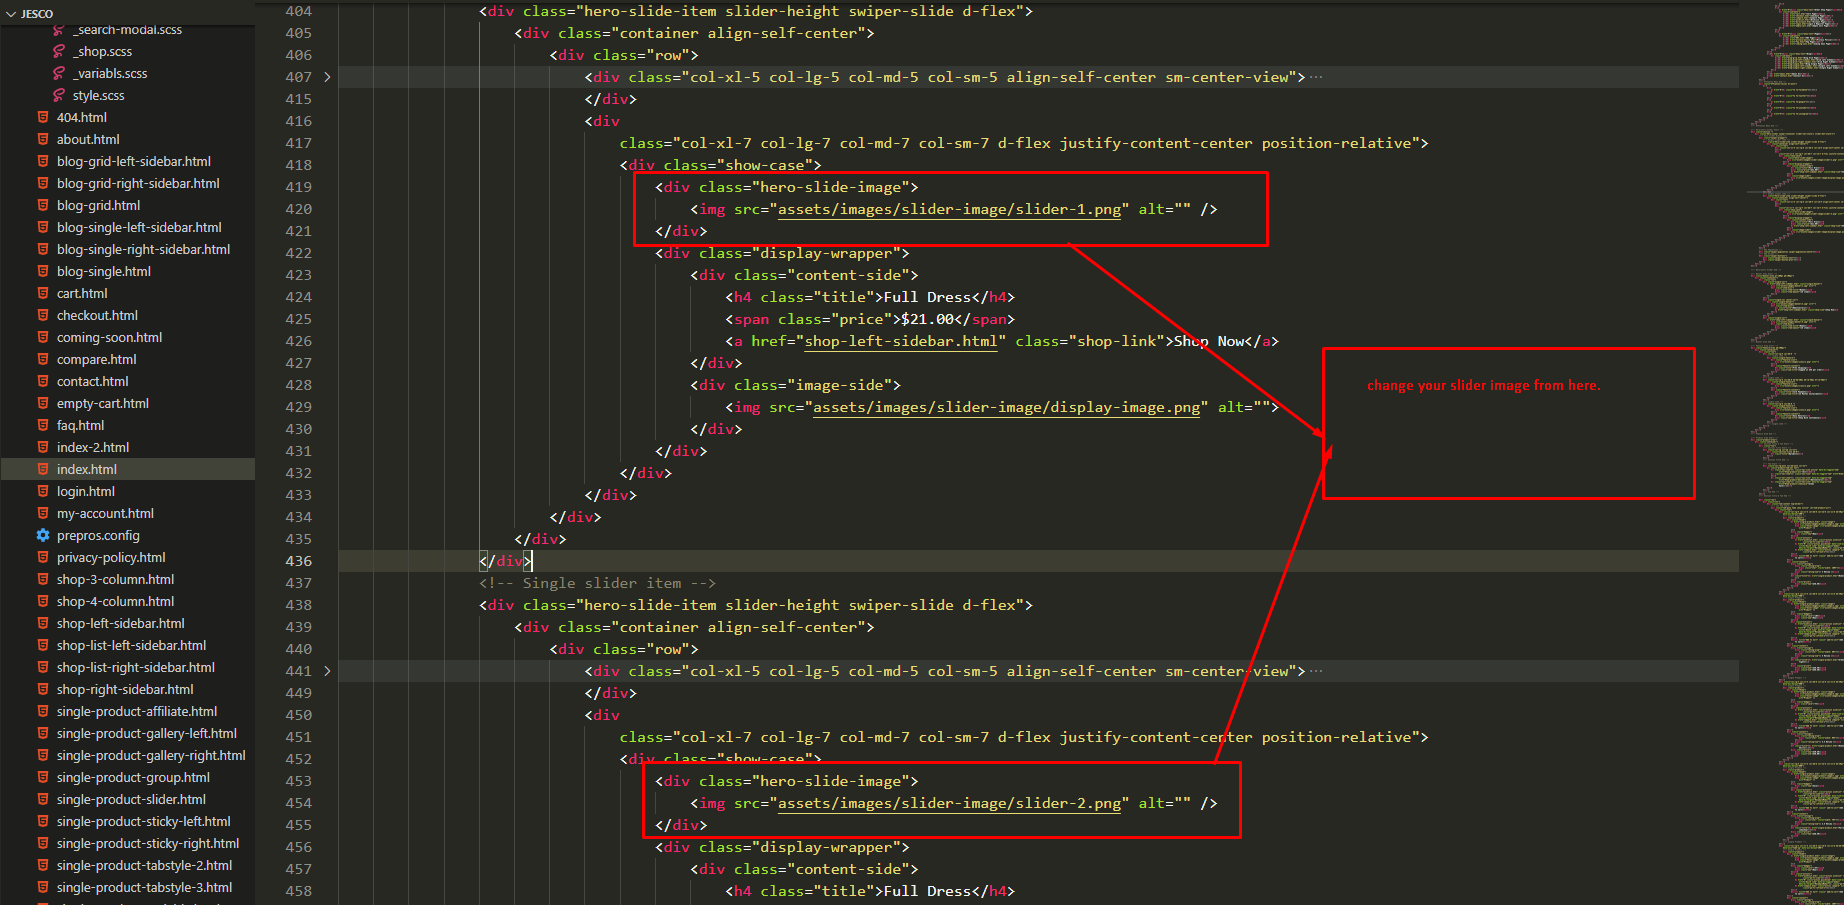 JESCO
_search-modal.scss
_shop.scss
_variabls.scss
style.scss
404.html
about.html
blog-grid-left-sidebar.html
blog-grid-right-sidebar.html
blog-grid.html
blog-single-left-sidebar.html
blog-single-right-sidebar.html
blog-single.html
cart.html
checkout.html
coming-soon.html
compare.html
contact.html
empty-cart.html
faq.html
index-2.html
index.html
login.html
my-account.html
prepros.config
privacy-policy.html
shop-3-column.html
shop-4-column.html
shop-left-sidebar.html
shop-list-left-sidebar.html
shop-list-right-sidebar.html
shop-right-sidebar.html
single-product-affiliate.html
single-product-gallery-left.html
single-product-gallery-right.html
single-product-group.html
single-product-slider.html
single-product-sticky-left.html
single-product-sticky-right.html
single-product-tabstyle-2.html
single-product-tabstyle-3.html
404 <div class="hero-slide-item slider-height swiper-slide d-flex">
405 <div class="container align-self-center">
406 <div class="row">
407 <div class="col-xl-5 col-lg-5 col-md-5 col-sm-5 align-self-center sm-center-view">···
415 </div>
416 <div
417 class="col-xl-7 col-lg-7 col-md-7 col-sm-7 d-flex justify-content-center position-relative">
418 <div class="show-case">
419 <div class="hero-slide-image">
420 <img src="assets/images/slider-image/slider-1.png" alt="" />
421 </div>
422 <div class="display-wrapper">
423 <div class="content-side">
424 <h4 class="title">Full Dress</h4>
425 <span class="price">$21.00</span>
426 <a href="shop-left-sidebar.html" class="shop-link">Shop Now</a>
427 </div>
428 <div class="image-side">
429 <img src="assets/images/slider-image/display-image.png" alt="">
430 </div>
431 </div>
432 </div>
433 </div>
434 </div>
435 </div>
436 </div>
437 <!-- Single slider item -->
438 <div class="hero-slide-item slider-height swiper-slide d-flex">
439 <div class="container align-self-center">
440 <div class="row">
441 <div class="col-xl-5 col-lg-5 col-md-5 col-sm-5 align-self-center sm-center-view">···
449 </div>
450 <div
451 class="col-xl-7 col-lg-7 col-md-7 col-sm-7 d-flex justify-content-center position-relative">
452 <div class="show-case">
453 <div class="hero-slide-image">
454 <img src="assets/images/slider-image/slider-2.png" alt="" />
455 </div>
456 <div class="display-wrapper">
457 <div class="content-side">
458 <h4 class="title">Full Dress</h4>
change your slider image from here.